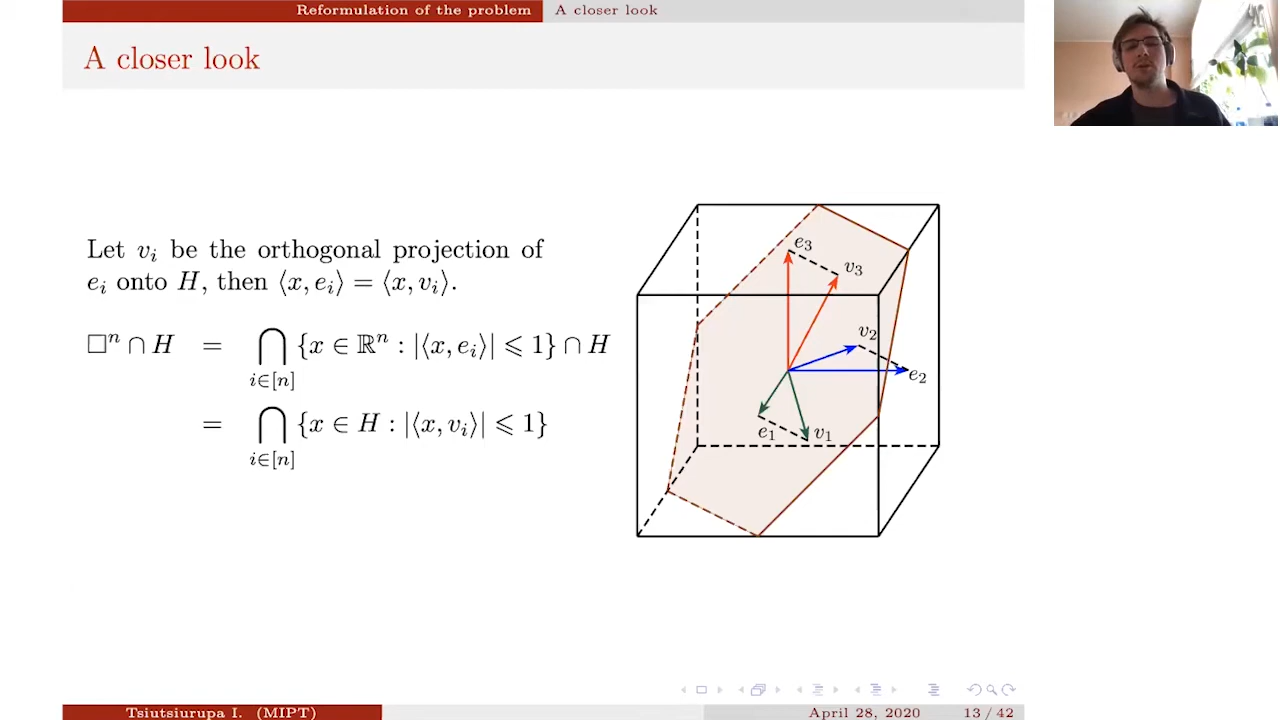 Reformulation of the problem A closer look
A closer look
Let vᵢ be the orthogonal projection of
eᵢ onto H, then ⟨x, eᵢ⟩ = ⟨x, vᵢ⟩.
□ⁿ ∩ H = ⋂ {x ∈ ℝⁿ : |⟨x, eᵢ⟩| ⩽ 1} ∩ H
i∈[n]
= ⋂ {x ∈ H : |⟨x, vᵢ⟩| ⩽ 1}
i∈[n]
e₃
v₃
v₂
e₂
e₁ v₁
Tsiutsiurupa I. (MIPT) April 28, 2020 13 / 42